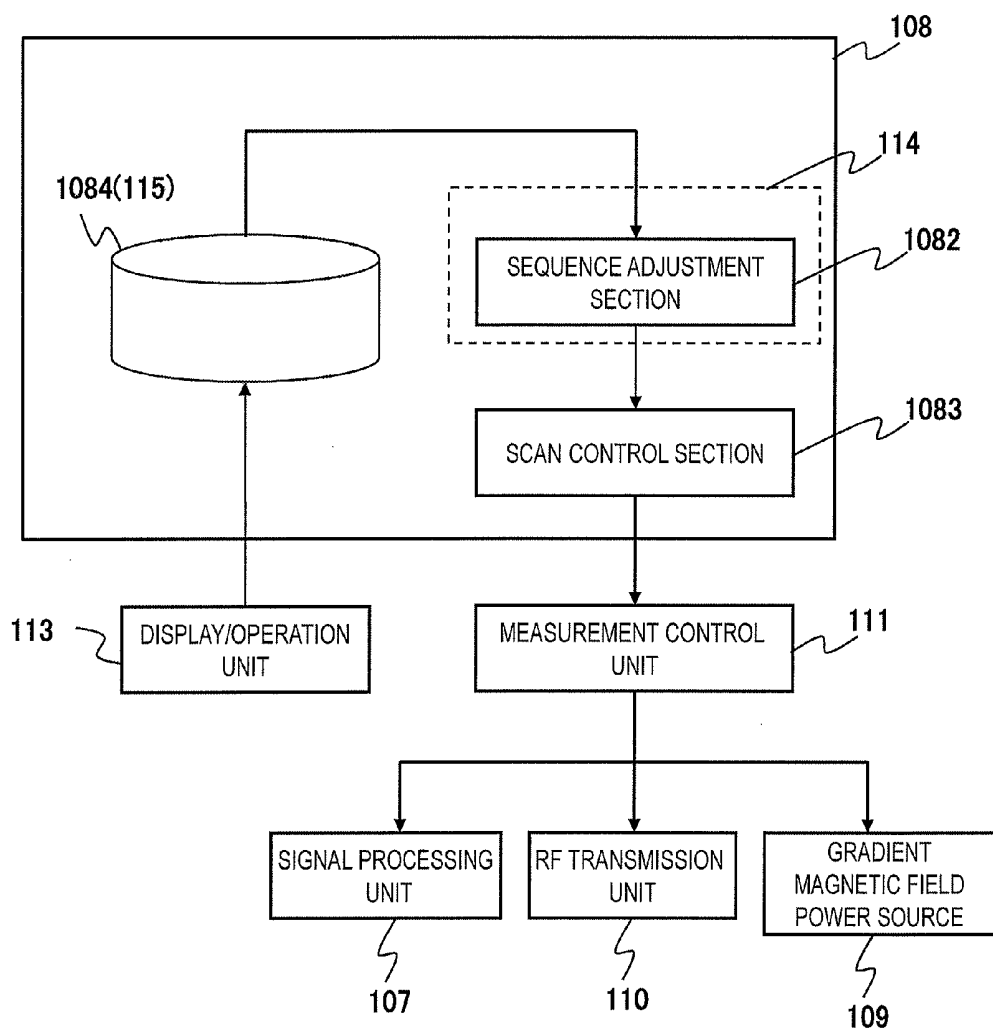 108
114
1084(115)
SEQUENCE ADJUSTMENT
SECTION
1082
1083
SCAN CONTROL SECTION
113
DISPLAY/OPERATION
UNIT
MEASUREMENT CONTROL
UNIT
111
SIGNAL PROCESSING
UNIT
RF TRANSMISSION
UNIT
GRADIENT
MAGNETIC FIELD
POWER SOURCE
107
110
109